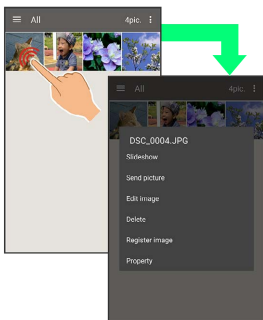 All 4pic.
All 4pic.
DSC_0004.JPG
Slideshow
Send picture
Edit image
Delete
Register image
Property